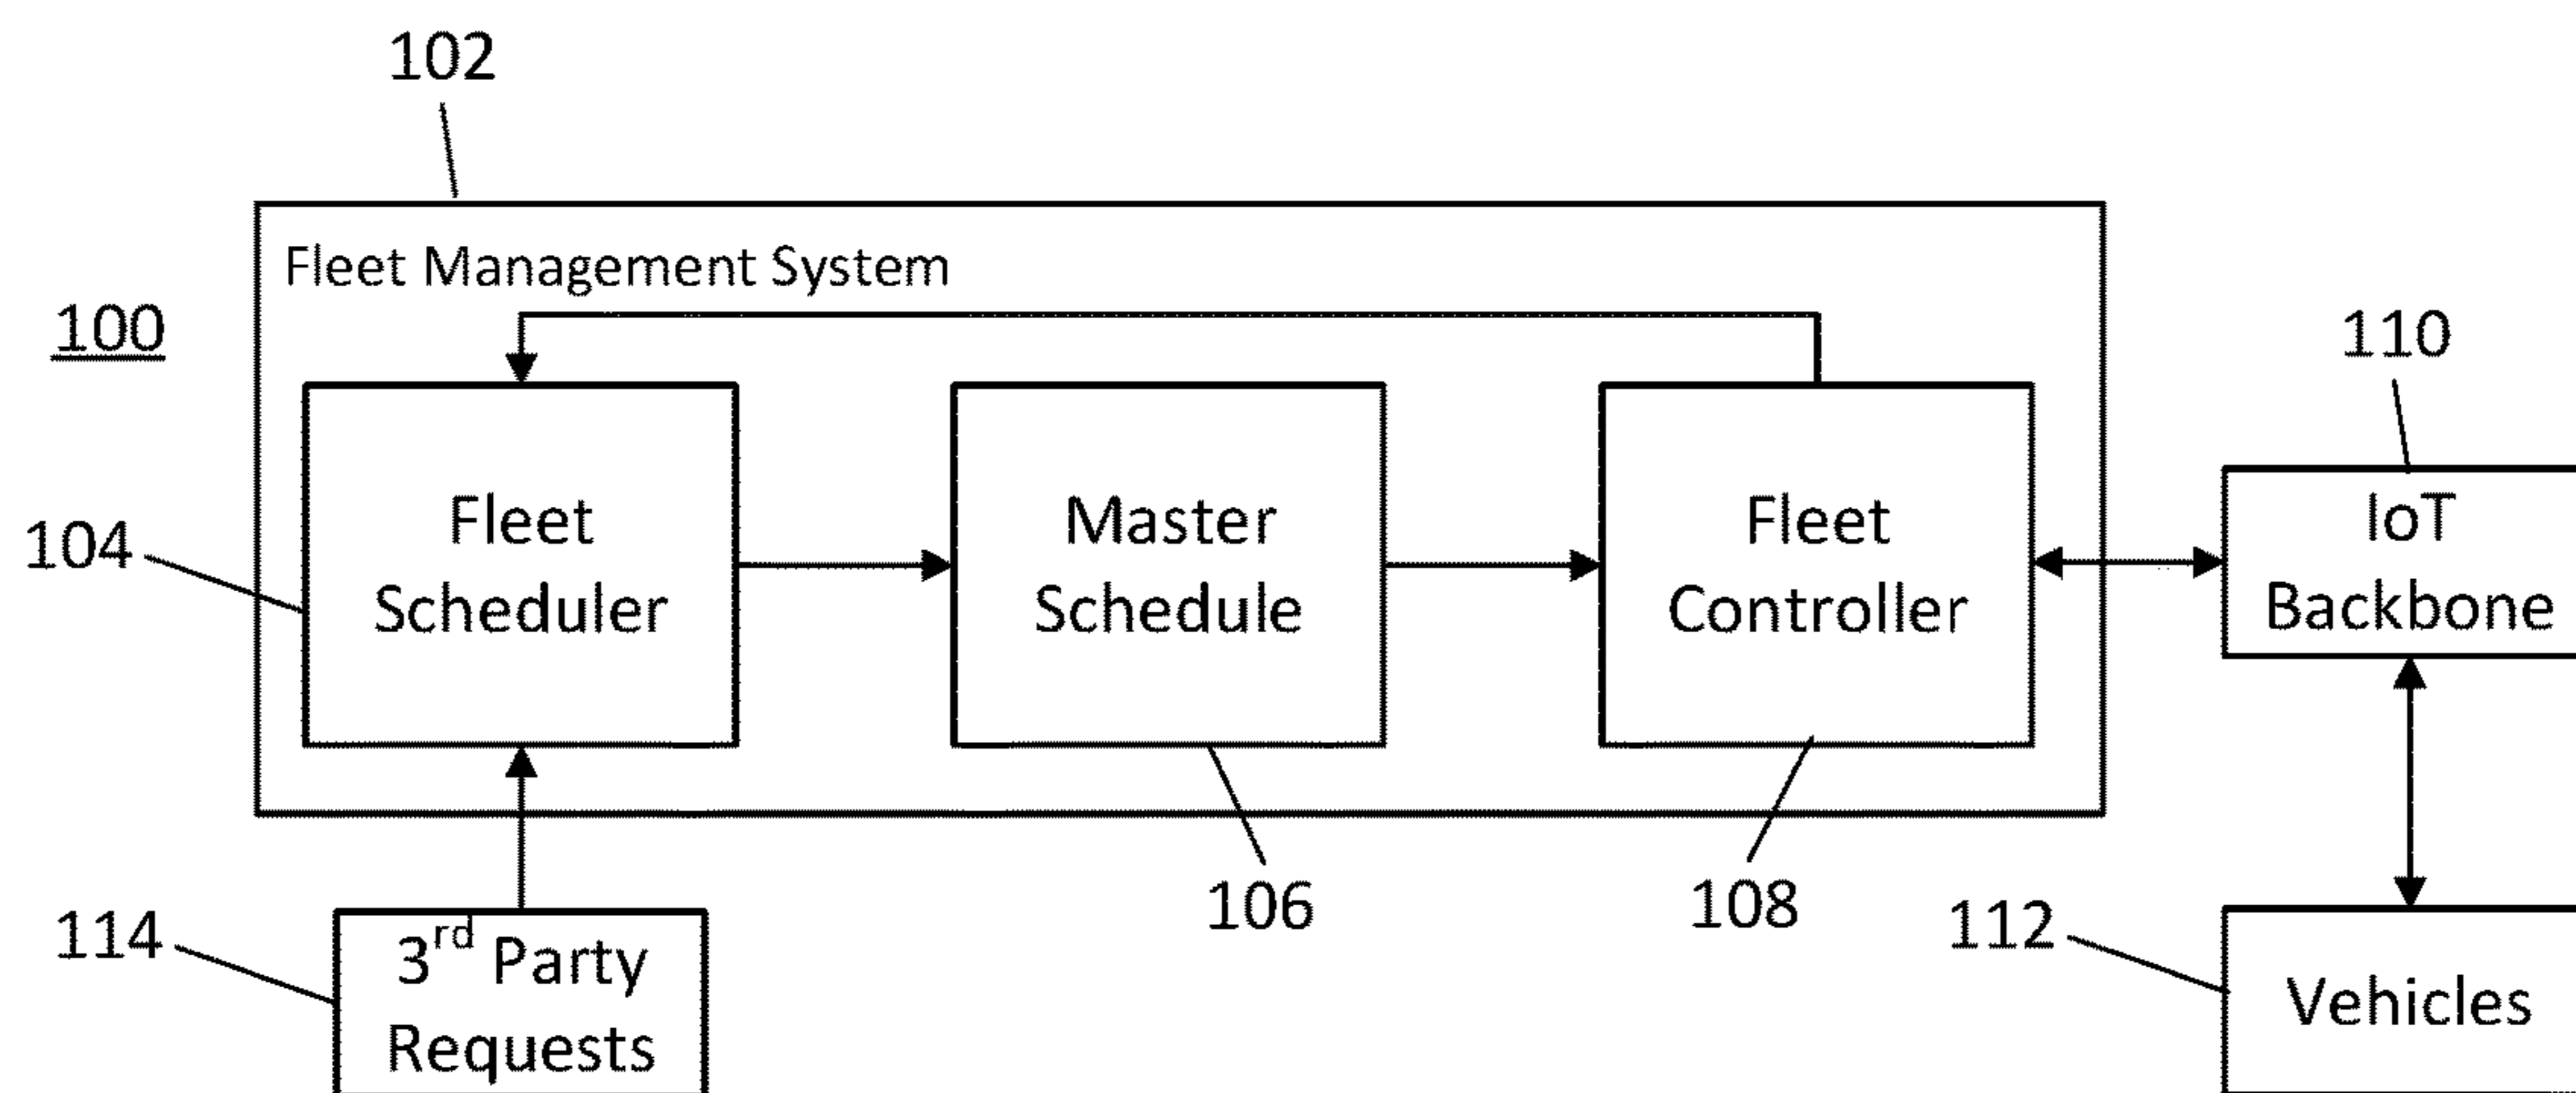 102
Fleet Management System
100
110
Fleet
Scheduler
Master
Schedule
Fleet
Controller
IoT
Backbone
104
106
108
112
114
3rd Party
Requests
Vehicles